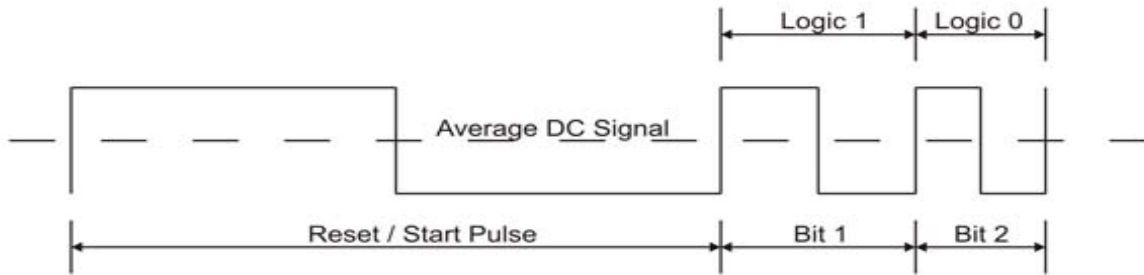 Logic 1 Logic 0
Average DC Signal
Reset / Start Pulse Bit 1 Bit 2